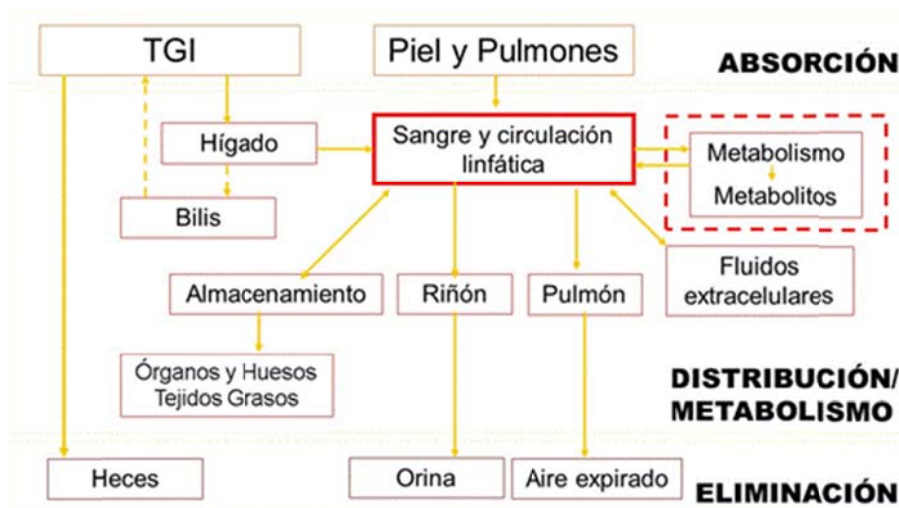 TGI
Piel y Pulmones
ABSORCIÓN
Hígado
Sangre y circulación
linfática
Metabolismo
Metabolitos
Bilis
Almacenamiento
Riñón
Pulmón
Fluidos
extracelulares
Órganos y Huesos
Tejidos Grasos
DISTRIBUCIÓN/
METABOLISMO
Heces
Orina
Aire expirado
ELIMINACIÓN